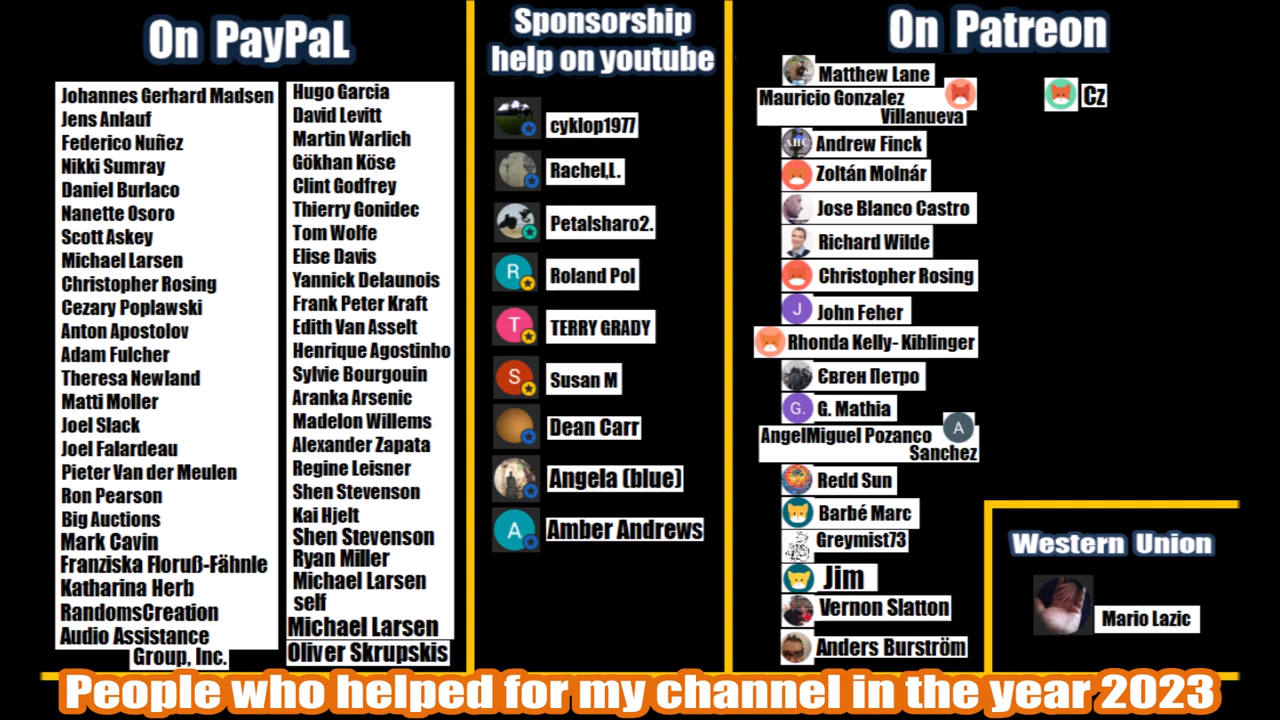 On PayPaL
Johannes Gerhard Madsen
Jens Anlauf
Federico Nuñez
Nikki Sumray
Daniel Burlaco
Nanette Osoro
Scott Askey
Michael Larsen
Christopher Rosing
Cezary Poplawski
Anton Apostolov
Adam Fulcher
Theresa Newland
Matti Moller
Joel Slack
Joel Falardeau
Pieter Van der Meulen
Ron Pearson
Big Auctions
Mark Cavin
Franziska Floruß-Fähnle
Katharina Herb
RandomsCreation
Audio Assistance
Group, Inc.
Hugo Garcia
David Levitt
Martin Warlich
Gökhan Köse
Clint Godfrey
Thierry Gonidec
Tom Wolfe
Elise Davis
Yannick Delaunois
Frank Peter Kraft
Edith Van Asselt
Henrique Agostinho
Sylvie Bourgouin
Aranka Arsenic
Madelon Willems
Alexander Zapata
Regine Leisner
Shen Stevenson
Kai Hjelt
Shen Stevenson
Ryan Miller
Michael Larsen
self
Michael Larsen
Oliver Skrupskis
Sponsorship
help on youtube
cyklop1977
Rachel,L.
Petalsharo2.
R
Roland Pol
T
TERRY GRADY
S
Susan M
Dean Carr
Angela (blue)
A
Amber Andrews
On Patreon
Matthew Lane
Mauricio Gonzalez
Villanueva
AHC
Andrew Finck
Zoltán Molnár
Jose Blanco Castro
Richard Wilde
Christopher Rosing
J
John Feher
Rhonda Kelly- Kiblinger
Євген Петро
G.
G. Mathia
AngelMiguel Pozanco
A
Sanchez
Redd Sun
Barbé Marc
Greymist73
Jim
Vernon Slatton
Anders Burström
Cz
Western Union
Mario Lazic
People who helped for my channel in the year 2023